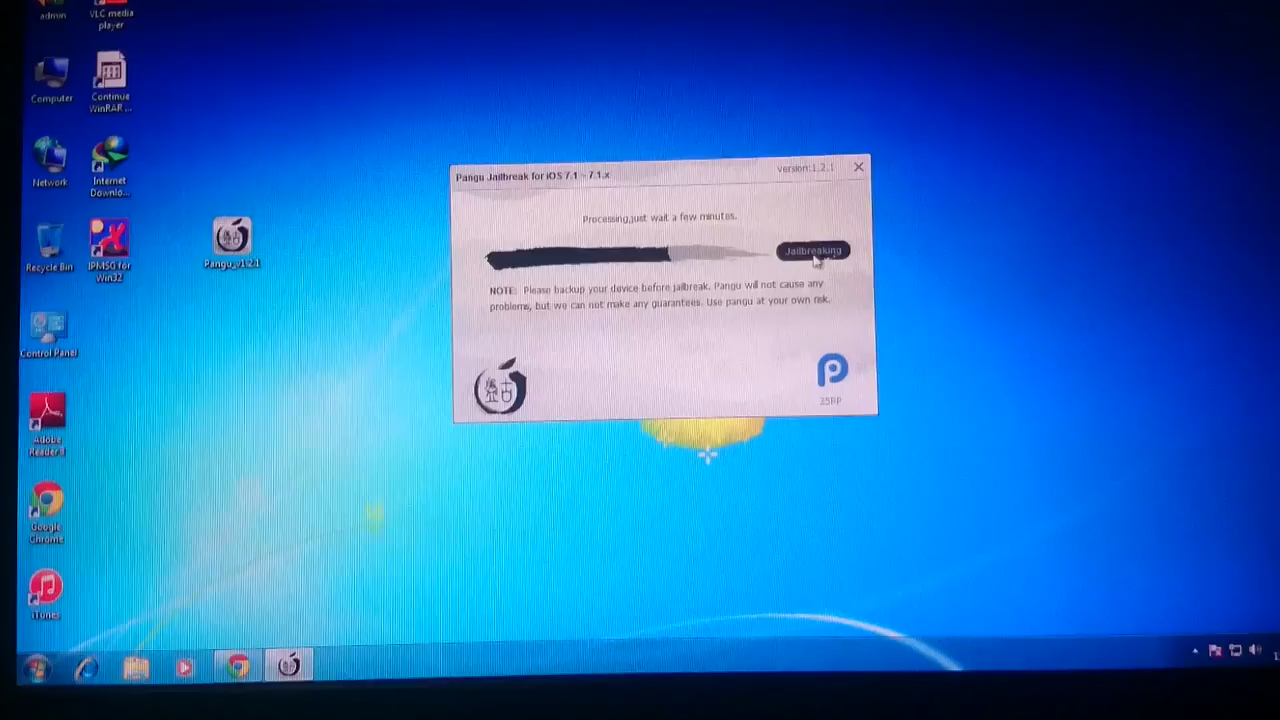 admin
VLC media
player
Computer
Continue
WinRAR ...
Network
Internet
Downlo...
Recycle Bin
IPMSG for
Win32
Pangu_v1.2.1
Control Panel
Adobe
Reader 8
Google
Chrome
iTunes
Pangu Jailbreak for iOS 7.1 ~ 7.1.x
version:1.2.1
Processing,just wait a few minutes.
Jailbreaking
NOTE: Please backup your device before jailbreak. Pangu will not cause any
problems, but we can not make any guarantees. Use pangu at your own risk.
盘古
25PP